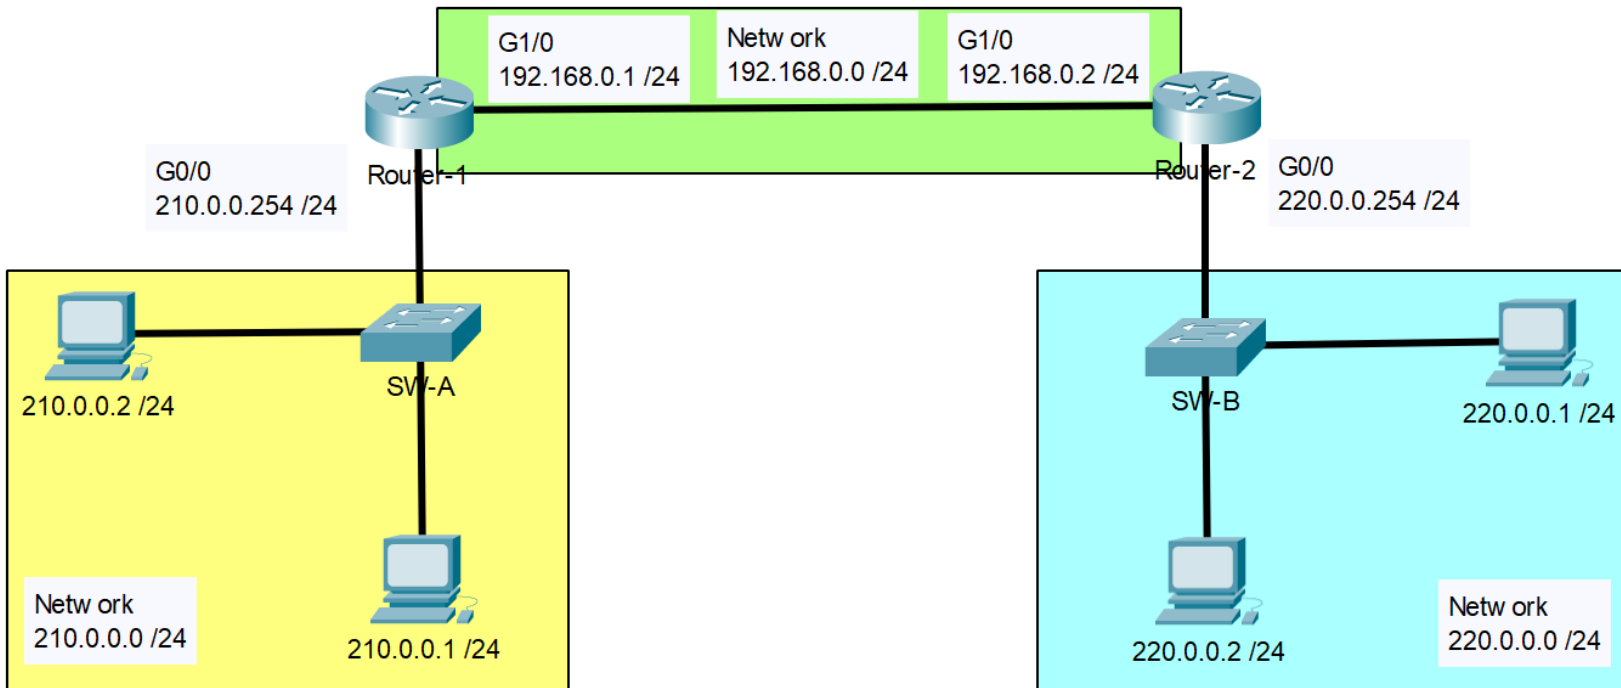 G1/0
192.168.0.1 /24
Netw ork
192.168.0.0 /24
G1/0
192.168.0.2 /24
Router-1
Router-2
G0/0
210.0.0.254 /24
G0/0
220.0.0.254 /24
210.0.0.2 /24
SW-A
210.0.0.1 /24
Netw ork
210.0.0.0 /24
SW-B
220.0.0.1 /24
220.0.0.2 /24
Netw ork
220.0.0.0 /24